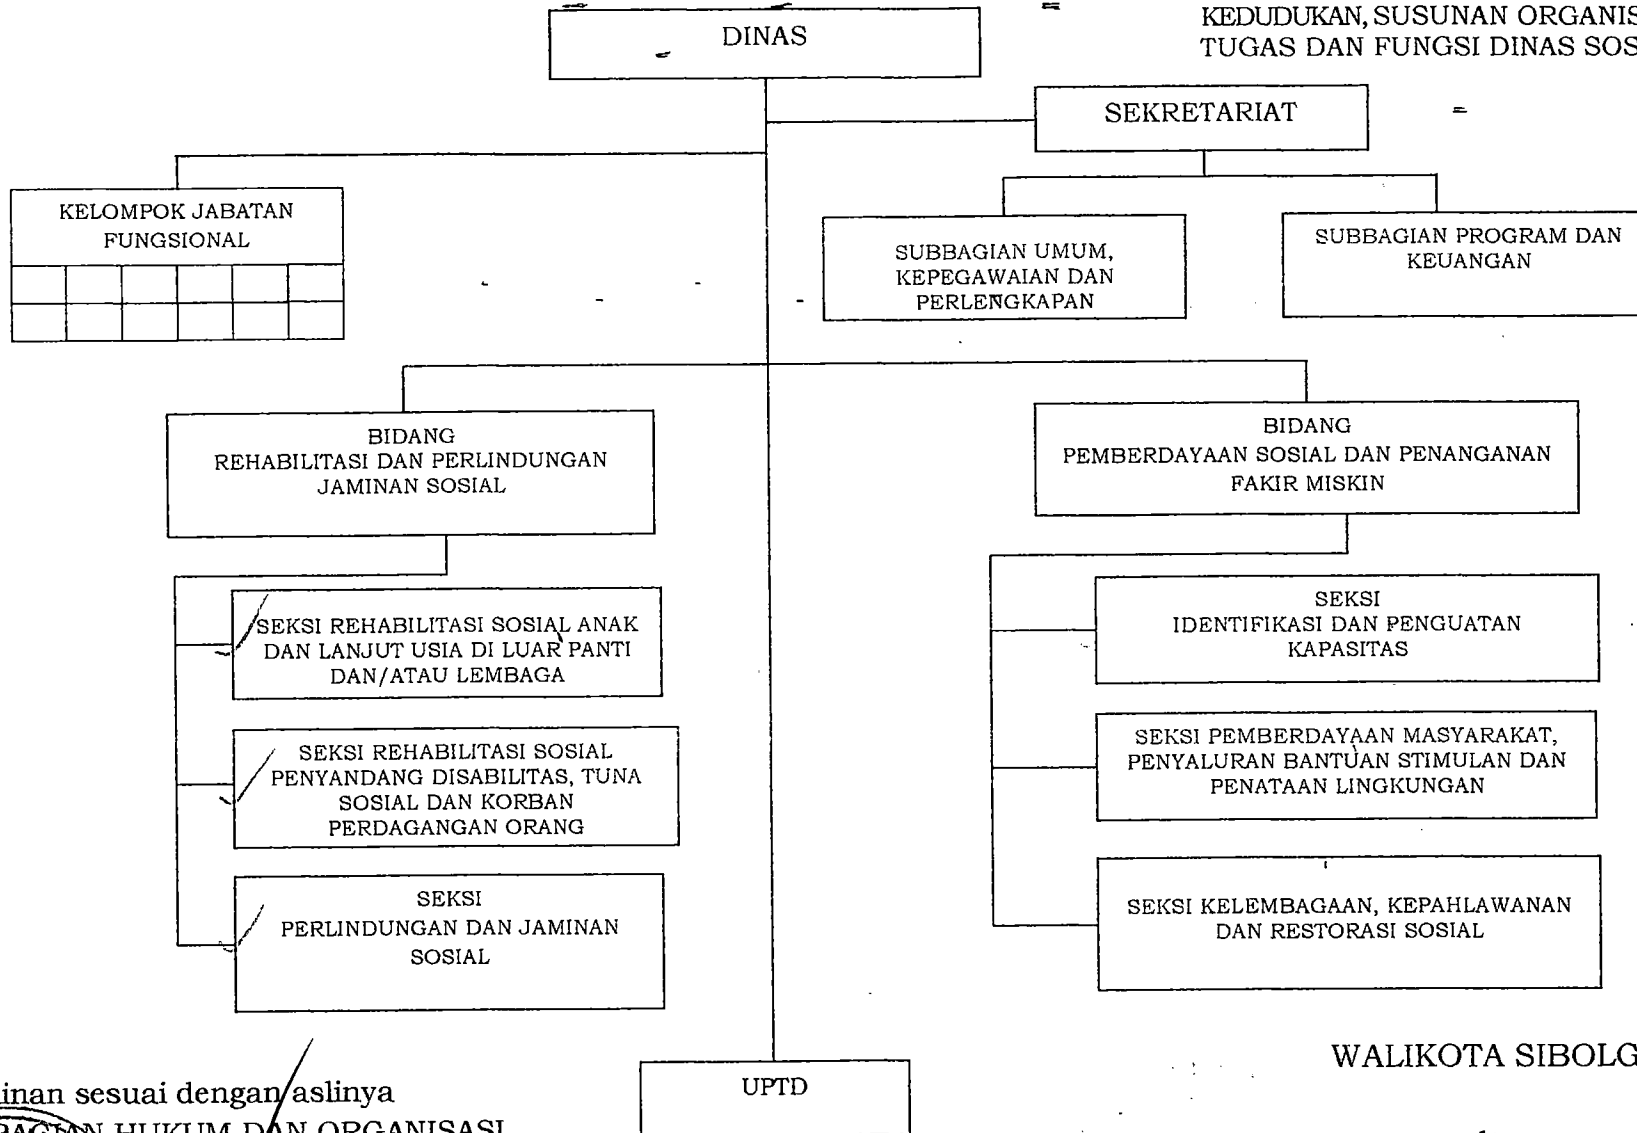 KEDUDUKAN, SUSUNAN ORGANIS
TUGAS DAN FUNGSI DINAS SOS
DINAS
SEKRETARIAT
KELOMPOK JABATAN
FUNGSIONAL
SUBBAGIAN UMUM,
KEPEGAWAIAN DAN
PERLENGKAPAN
SUBBAGIAN PROGRAM DAN
KEUANGAN
BIDANG
REHABILITASI DAN PERLINDUNGAN
JAMINAN SOSIAL
BIDANG
PEMBERDAYAAN SOSIAL DAN PENANGANAN
FAKIR MISKIN
SEKSI REHABILITASI SOSIAL ANAK
DAN LANJUT USIA DI LUAR PANTI
DAN/ATAU LEMBAGA
SEKSI REHABILITASI SOSIAL
PENYANDANG DISABILITAS, TUNA
SOSIAL DAN KORBAN
PERDAGANGAN ORANG
SEKSI
PERLINDUNGAN DAN JAMINAN
SOSIAL
SEKSI
IDENTIFIKASI DAN PENGUATAN
KAPASITAS
SEKSI PEMBERDAYAAN MASYARAKAT,
PENYALURAN BANTUAN STIMULAN DAN
PENATAAN LINGKUNGAN
SEKSI KELEMBAGAAN, KEPAHLAWANAN
DAN RESTORASI SOSIAL
UPTD
WALIKOTA SIBOLG
inan sesuai dengan aslinya
BAGIAN HUKUM DAN ORGANISASI